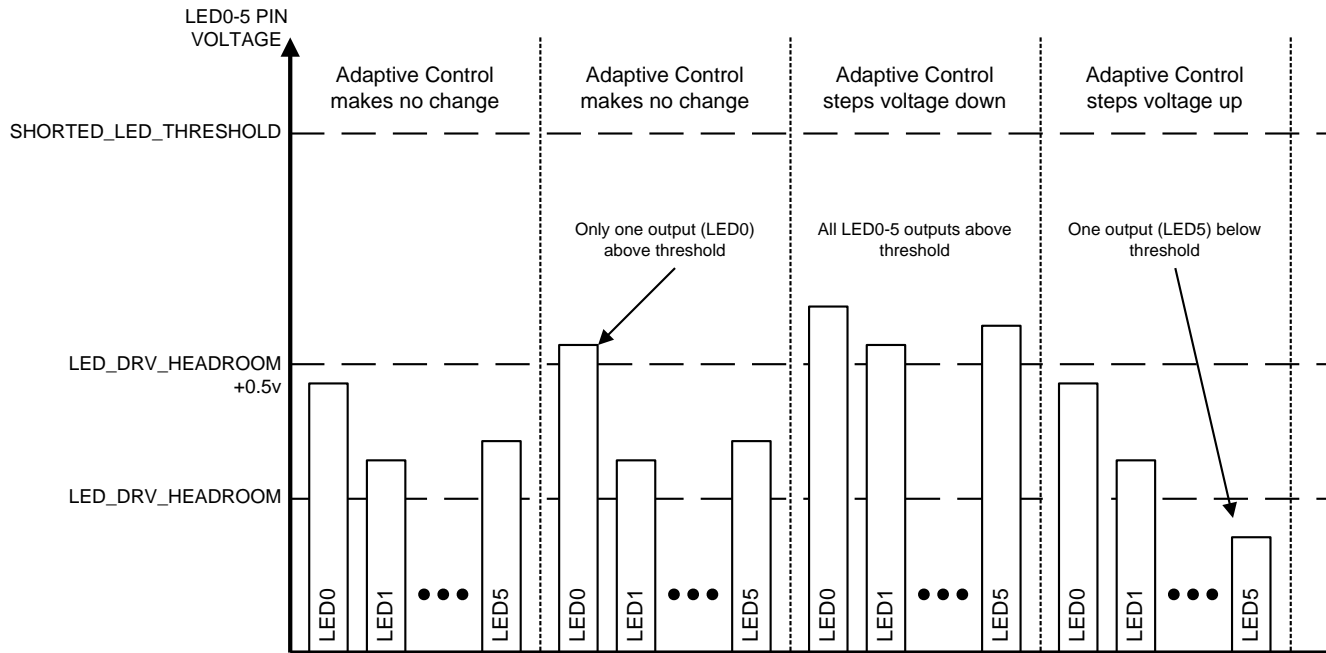 LED0-5 PIN
VOLTAGE
Adaptive Control
makes no change
Adaptive Control
makes no change
Adaptive Control
steps voltage down
Adaptive Control
steps voltage up
SHORTED_LED_THRESHOLD
Only one output (LED0)
above threshold
All LED0-5 outputs above
threshold
One output (LED5) below
threshold
LED_DRV_HEADROOM
+0.5v
LED_DRV_HEADROOM
LED0
LED1
LED5
LED0
LED1
LED5
LED0
LED1
LED5
LED0
LED1
LED5